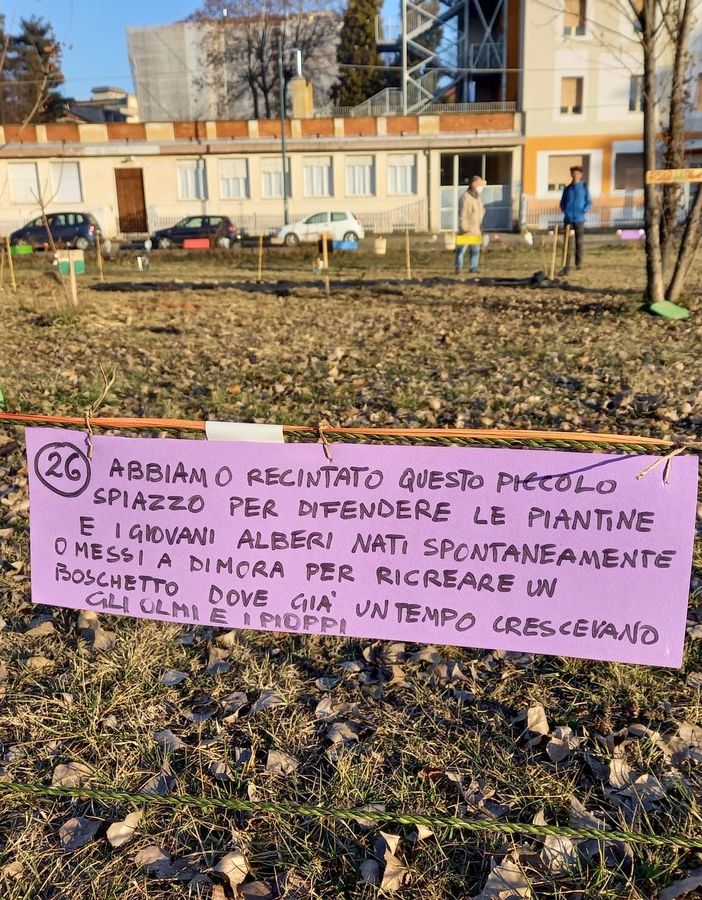 26 ABBIAMO RECINTATO QUESTO PICCOLO
SPIAZZO PER DIFENDERE LE PIANTINE
E I GIOVANI ALBERI NATI SPONTANEAMENTE
O MESSI A DIMORA PER RICREARE UN
BOSCHETTO DOVE GIA' UN TEMPO CRESCEVANO
GLI OLMI E I PIOPPI